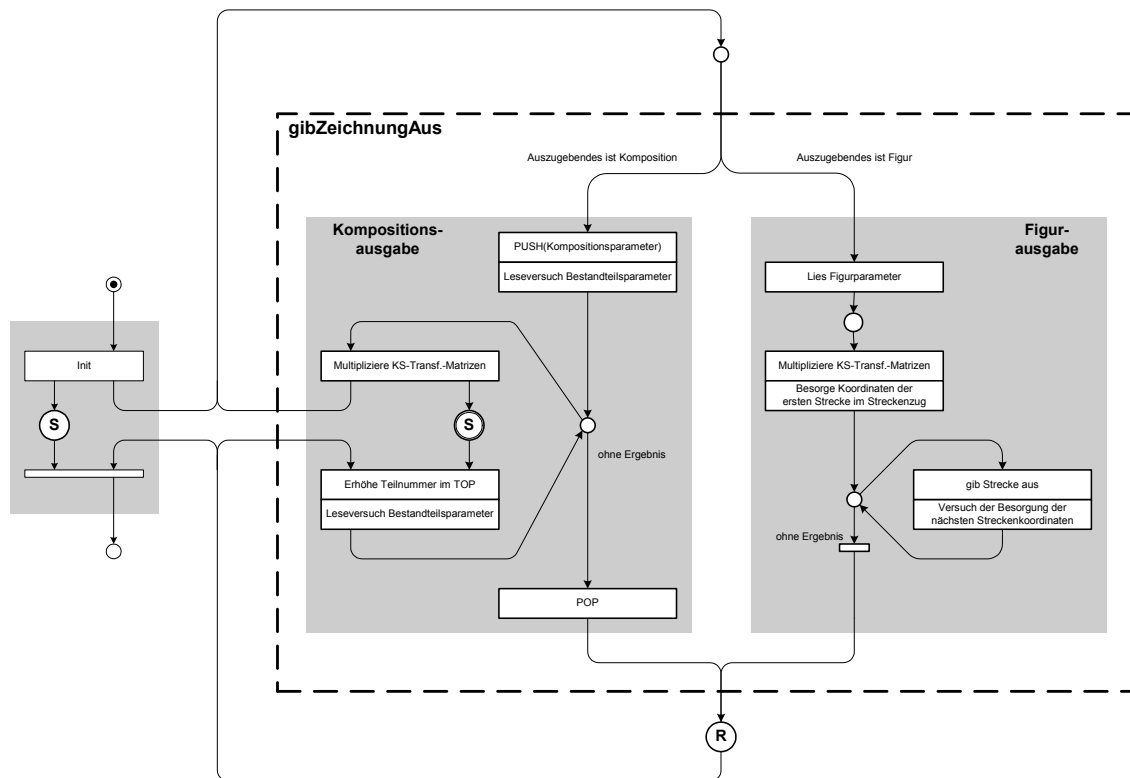 gibZeichnungAus
Auszugebendes ist Komposition
Auszugebendes ist Figur
Kompositions-
ausgabe
PUSH(Kompositionsparameter)
Leseversuch Bestandteilsparameter
Figur-
ausgabe
Lies Figurparameter
Init
S
Multipliziere KS-Transf.-Matrizen
S
ohne Ergebnis
Erhöhe Teilnummer im TOP
Leseversuch Bestandteilsparameter
POP
Multipliziere KS-Transf.-Matrizen
Besorge Koordinaten der
ersten Strecke im Streckenzug
gib Strecke aus
Versuch der Besorgung der
nächsten Streckenkoordinaten
ohne Ergebnis
R